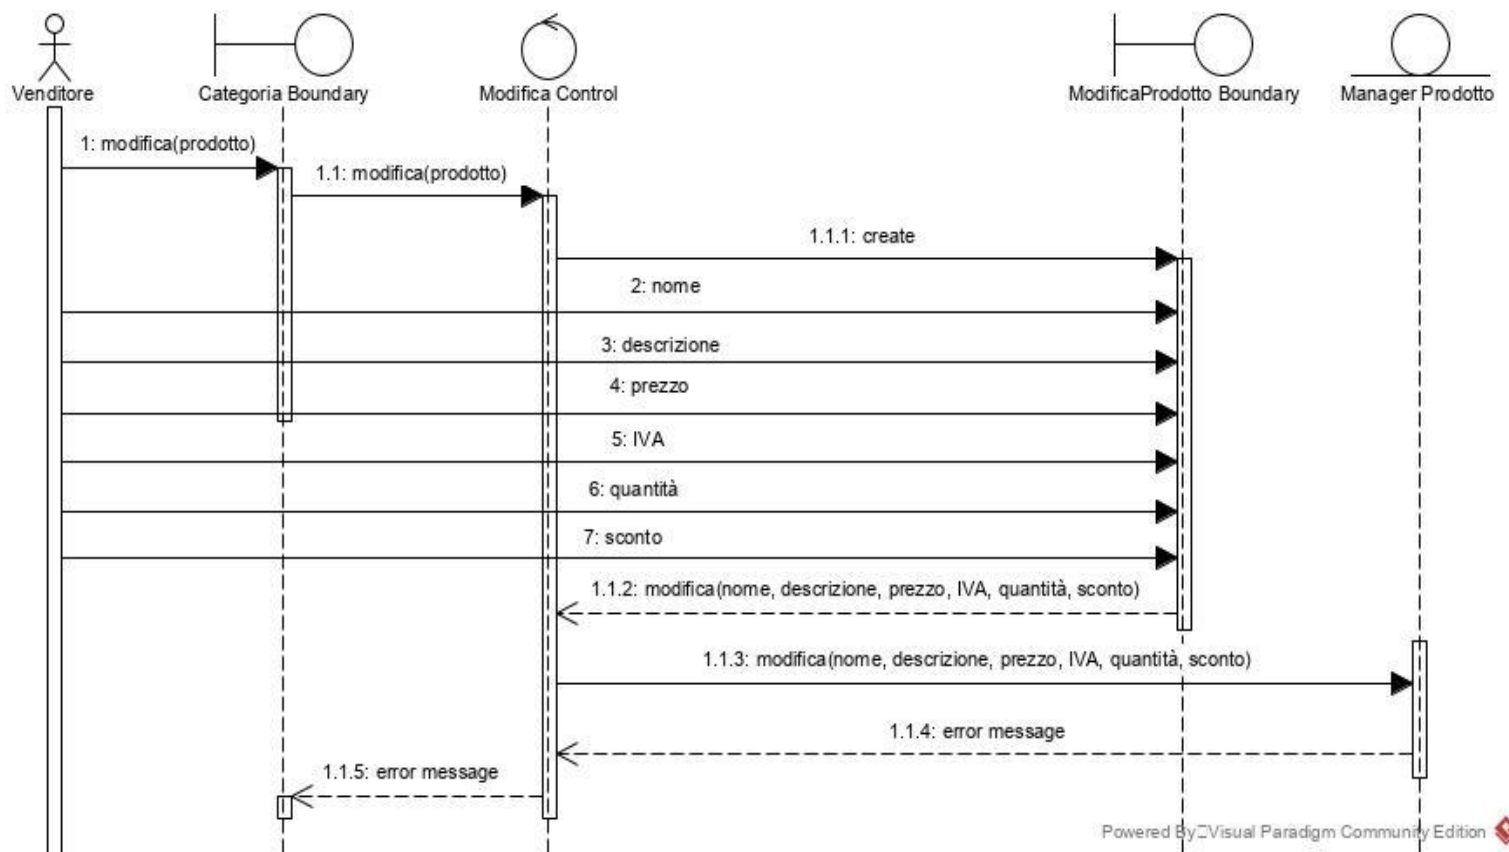 Venditore
Categoria Boundary
Modifica Control
ModificaProdotto Boundary
Manager Prodotto
1: modifica(prodotto)
1.1: modifica(prodotto)
1.1.1: create
2: nome
3: descrizione
4: prezzo
5: IVA
6: quantità
7: sconto
1.1.2: modifica(nome, descrizione, prezzo, IVA, quantità, sconto)
1.1.3: modifica(nome, descrizione, prezzo, IVA, quantità, sconto)
1.1.4: error message
1.1.5: error message
Powered By Visual Paradigm Community Edition